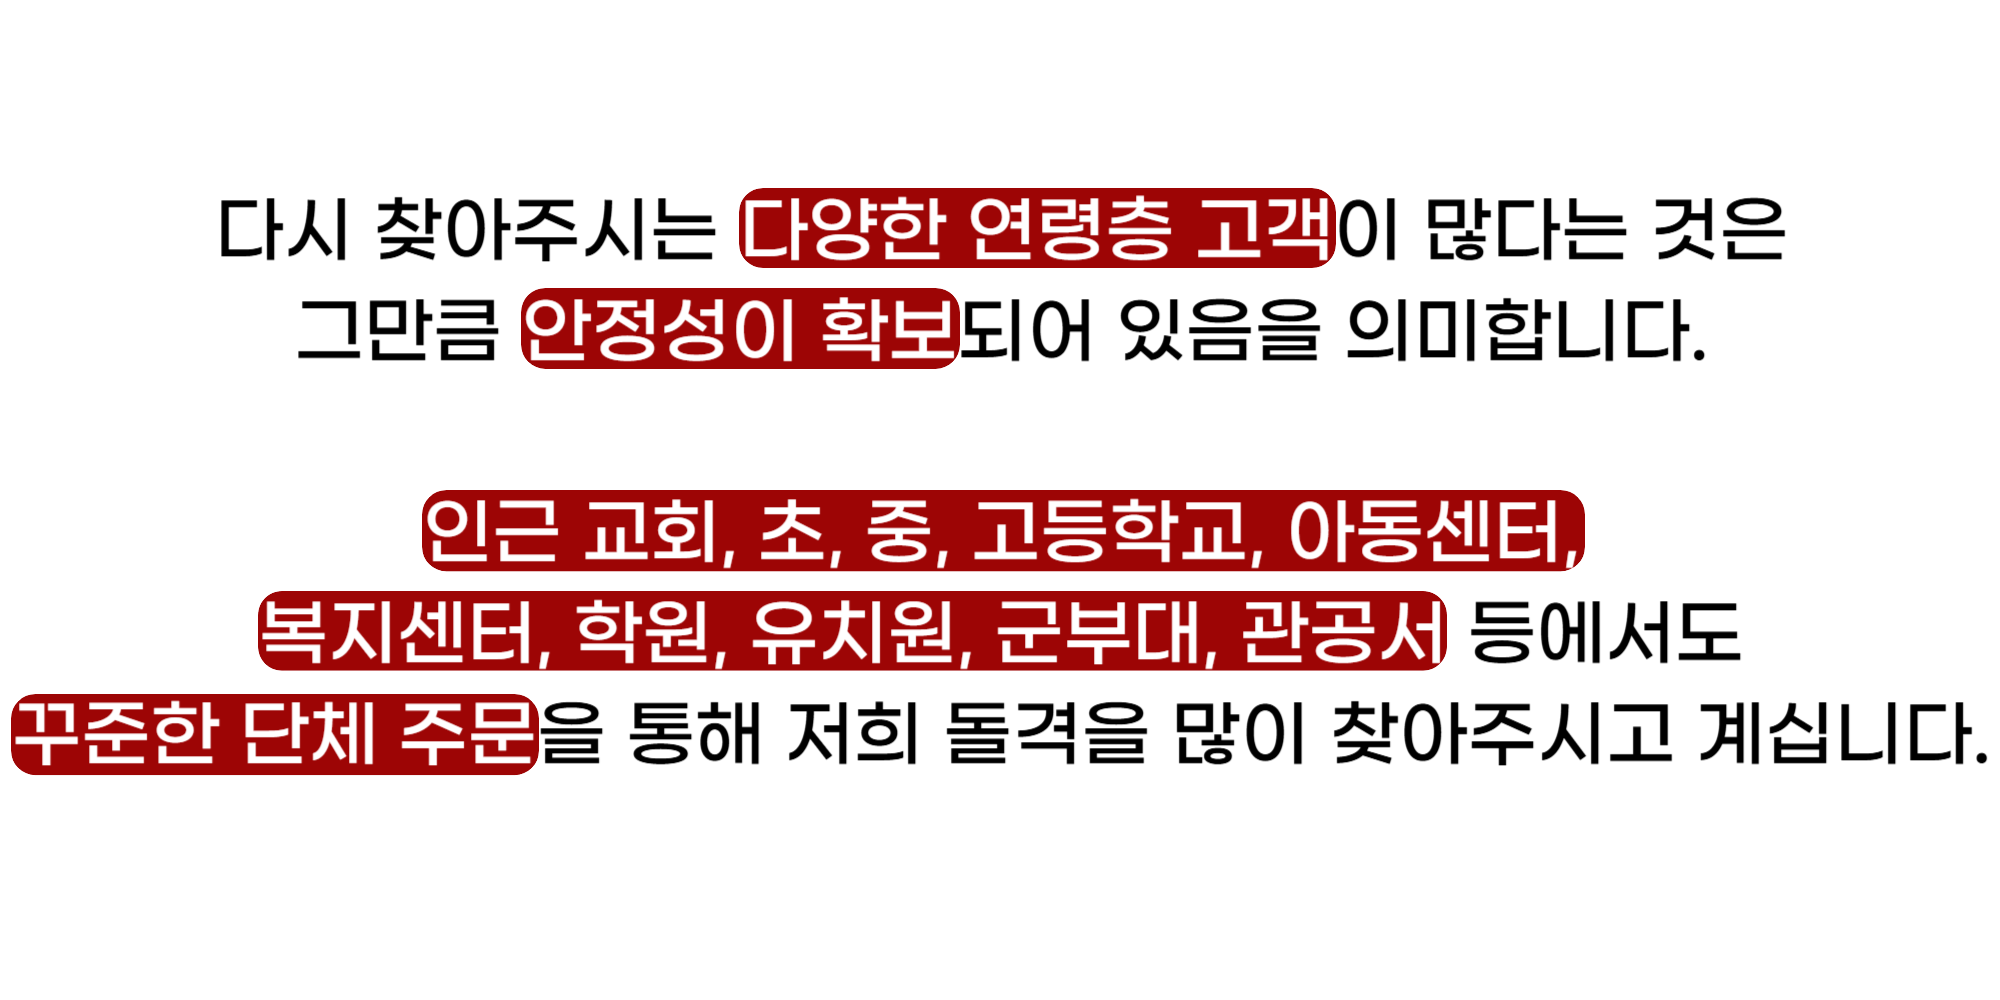 다시 찾아주시는 다양한 연령층 고객이 많다는 것은
그만큼 안정성이 확보되어 있음을 의미합니다.
인근 교회, 초, 중, 고등학교, 아동센터,
복지센터, 학원, 유치원, 군부대, 관공서 등에서도
꾸준한 단체 주문을 통해 저희 돌격을 많이 찾아주시고 계십니다.